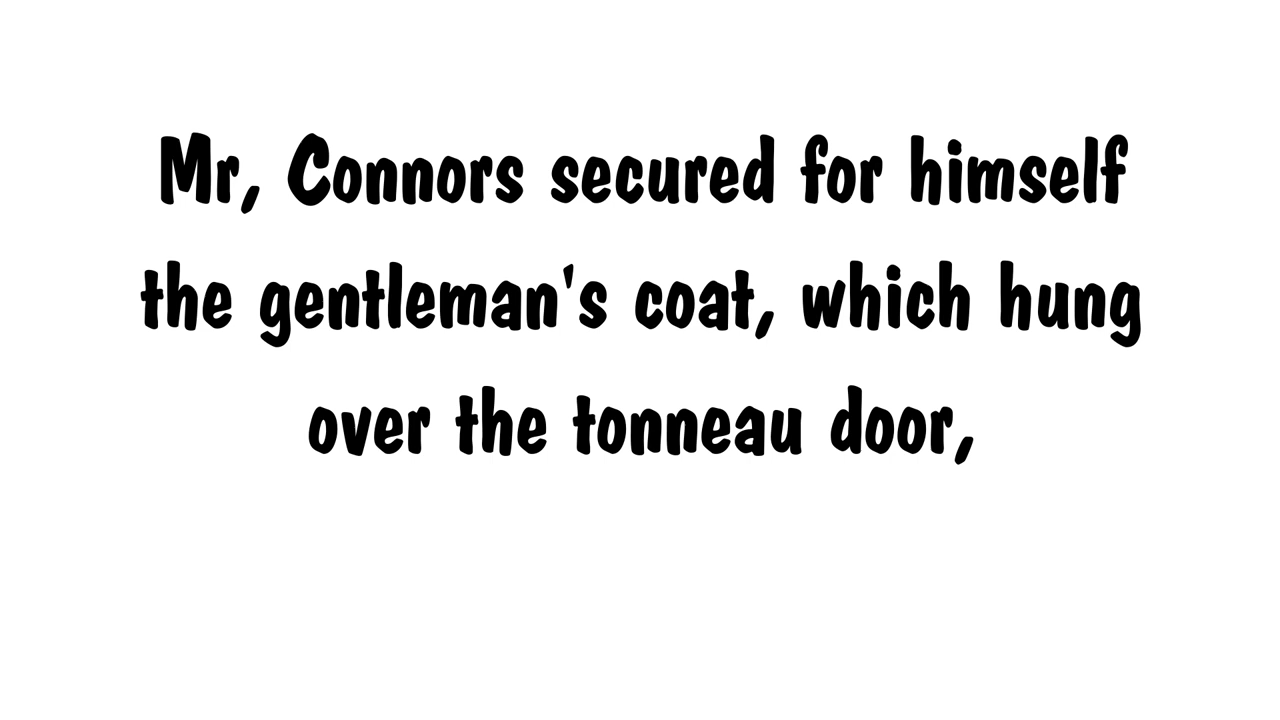 Mr, Connors secured for himself
the gentleman's coat, which hung
over the tonneau door,